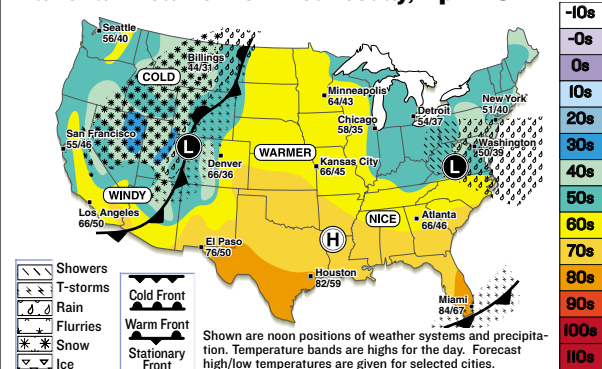 Seattle
56/40
Billings
44/31
COLD
Minneapolis
64/43
Chicago
58/35
Detroit
54/37
New York
51/40
San Francisco
55/46
L
Denver
66/36
WARMER
Kansas City
66/45
L
Washington
50/39
WINDY
Los Angeles
66/50
NICE
Atlanta
66/46
El Paso
76/50
H
Houston
82/59
Miami
84/67
Showers
T-storms
Rain
Flurries
Snow
Ice
Cold Front
Warm Front
Stationary
Front
Shown are noon positions of weather systems and precipita-
tion. Temperature bands are highs for the day. Forecast
high/low temperatures are given for selected cities.
-10s
-0s
0s
10s
20s
30s
40s
50s
60s
70s
80s
90s
100s
110s